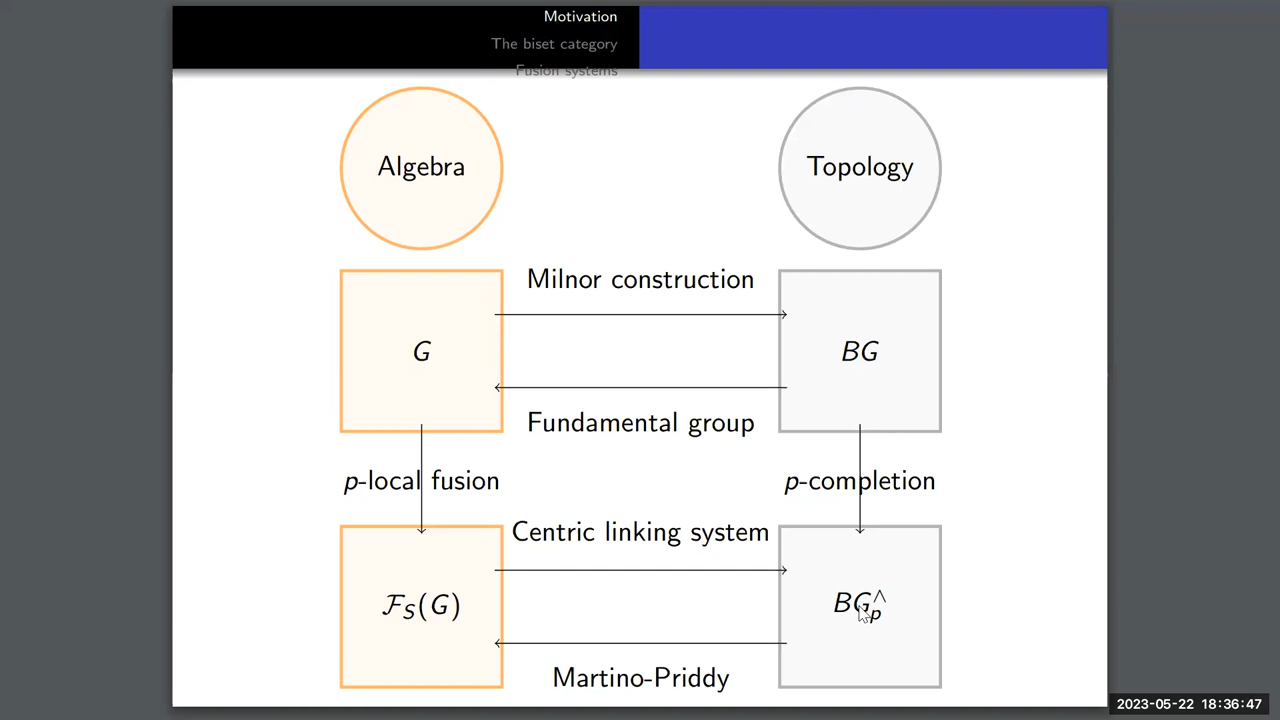 Motivation
The biset category
Fusion systems
Algebra
Topology
Milnor construction
G
BG
Fundamental group
p-local fusion
p-completion
Centric linking system
𝓕_S(G)
BG^∧_p
Martino-Priddy
2023-05-22 18:36:47